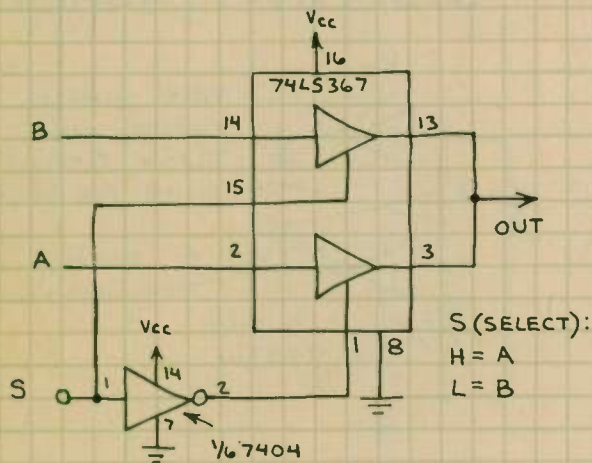 Vcc
16
74LS367
B
14
13
15
OUT
A
2
3
S (SELECT):
H = A
L = B
1
8
Vcc
14
S
1
2
7
1/6 7404